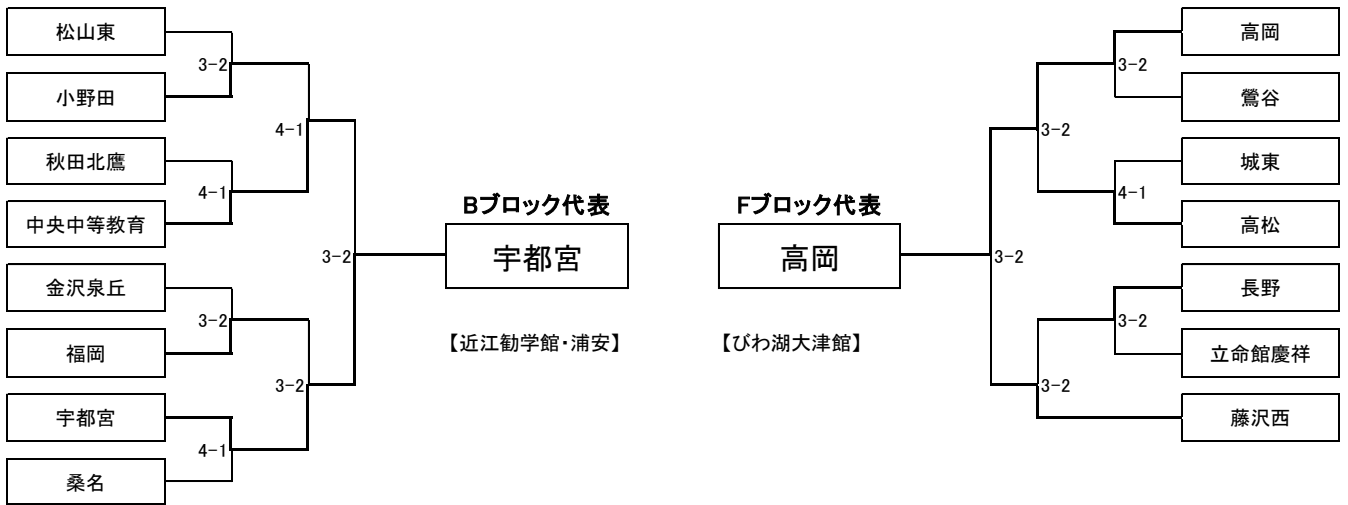 松山東
小野田
秋田北鷹
中央中等教育
金沢泉丘
福岡
宇都宮
桑名
3-2
4-1
3-2
4-1
4-1
3-2
3-2
Bブロック代表
宇都宮
【近江勧学館・浦安】
Fブロック代表
高岡
【びわ湖大津館】
3-2
3-2
3-2
3-2
4-1
3-2
高岡
鶯谷
城東
高松
長野
立命館慶祥
藤沢西